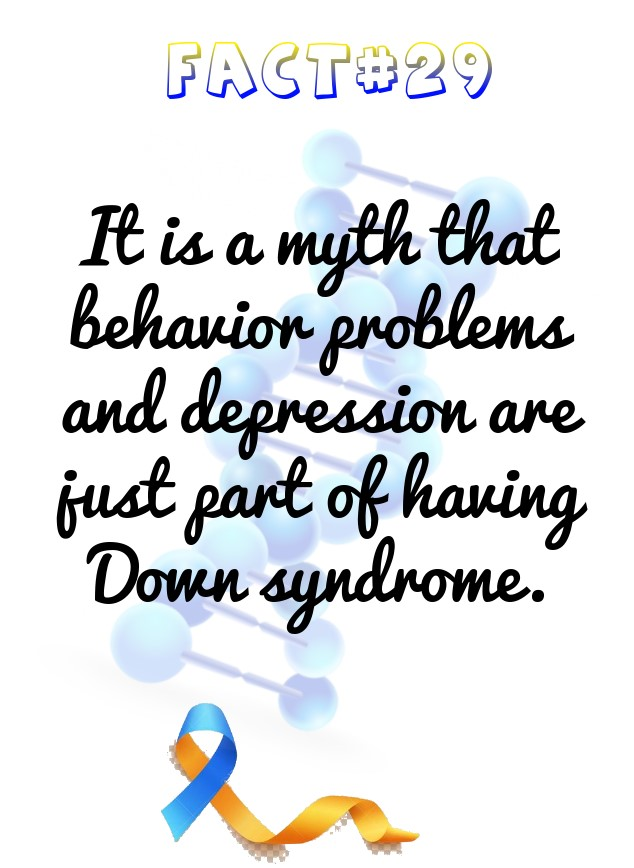 FACT#29
It is a myth that
behavior problems
and depression are
just part of having
Down syndrome.